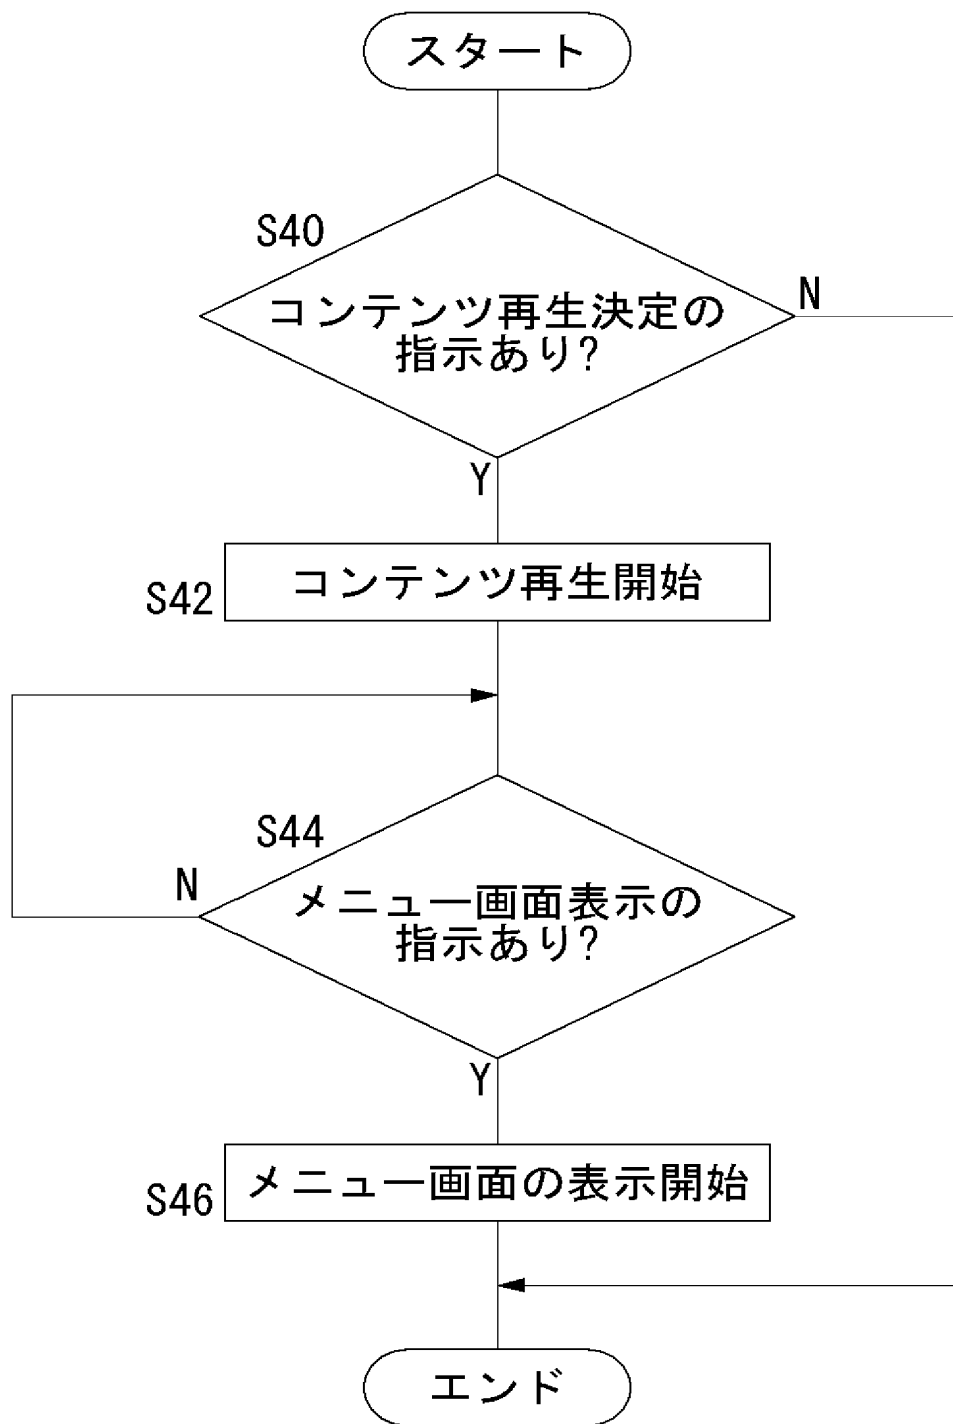 スタート
S40
コンテンツ再生決定の
指示あり?
N
Y
S42
コンテンツ再生開始
S44
N
メニュー画面表示の
指示あり?
Y
S46
メニュー画面の表示開始
エンド